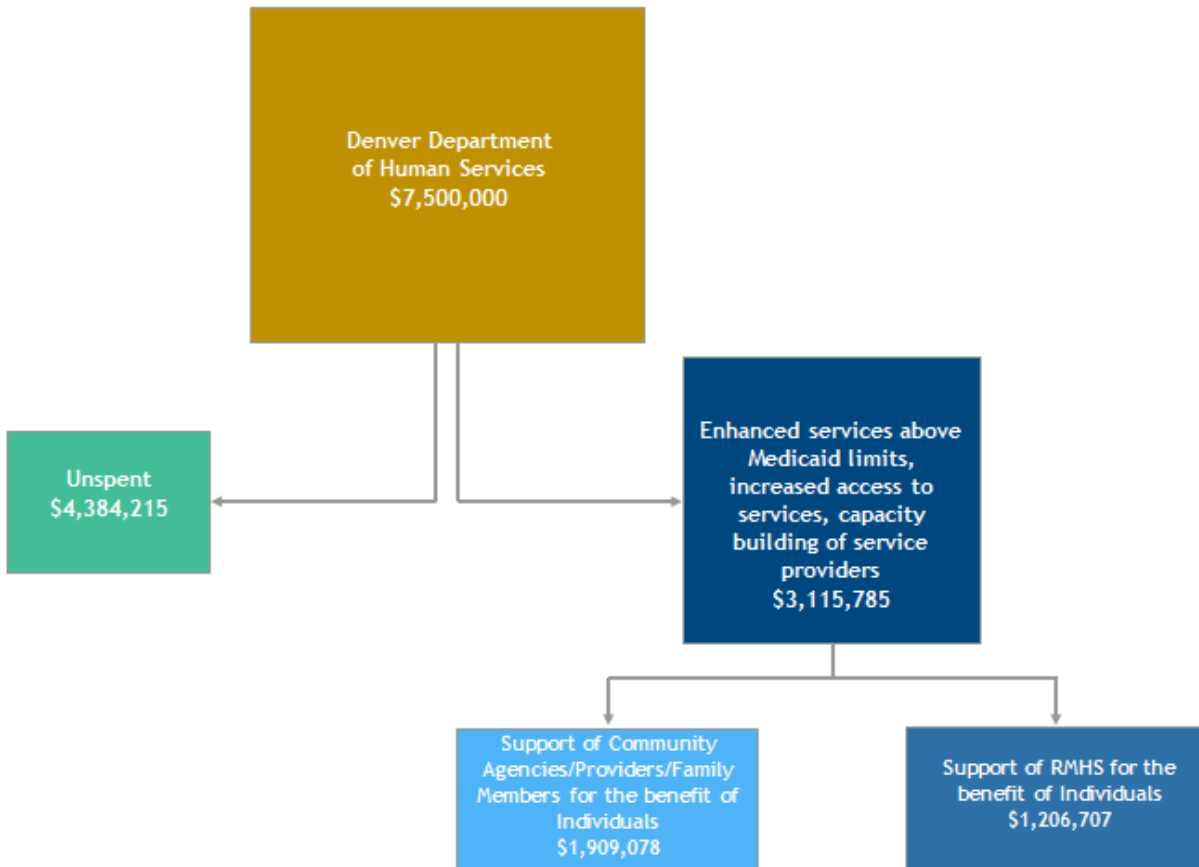 Denver Department
of Human Services
$7,500,000
Unspent
$4,384,215
Enhanced services above
Medicaid limits,
increased access to
services, capacity
building of service
providers
$3,115,785
Support of Community
Agencies/Providers/Family
Members for the benefit of
Individuals
$1,909,078
Support of RMHS for the
benefit of Individuals
$1,206,707